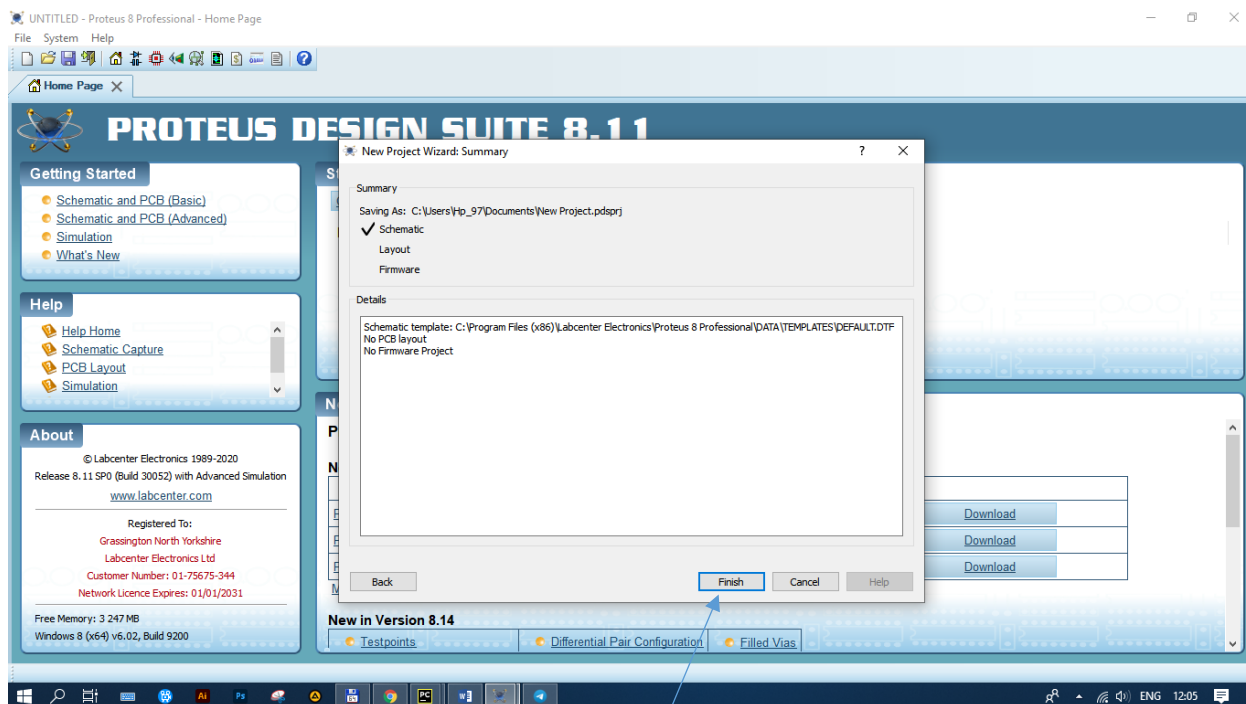 UNTITLED - Proteus 8 Professional - Home Page
File System Help
Home Page
PROTEUS DESIGN SUITE 8.11
Getting Started
Schematic and PCB (Basic)
Schematic and PCB (Advanced)
Simulation
What's New
Help
Help Home
Schematic Capture
PCB Layout
Simulation
About
© Labcenter Electronics 1989-2020
Release 8.11 SP0 (Build 30052) with Advanced Simulation
www.labcenter.com
Registered To:
Grassington North Yorkshire
Labcenter Electronics Ltd
Customer Number: 01-75675-344
Network Licence Expires: 01/01/2031
Free Memory: 3 247 MB
Windows 8 (x64) v6.02, Build 9200
New Project Wizard: Summary
Summary
Saving As: C:\Users\Hp_97\Documents\New Project.pdsprj
Schematic
Layout
Firmware
Details
Schematic template: C:\Program Files (x86)\Labcenter Electronics\Proteus 8 Professional\DATA\TEMPLATES\DEFAULT.DTF
No PCB layout
No Firmware Project
Back Finish Cancel Help
Download
Download
Download
New in Version 8.14
Testpoints Differential Pair Configuration Filled Vias
ENG 12:05